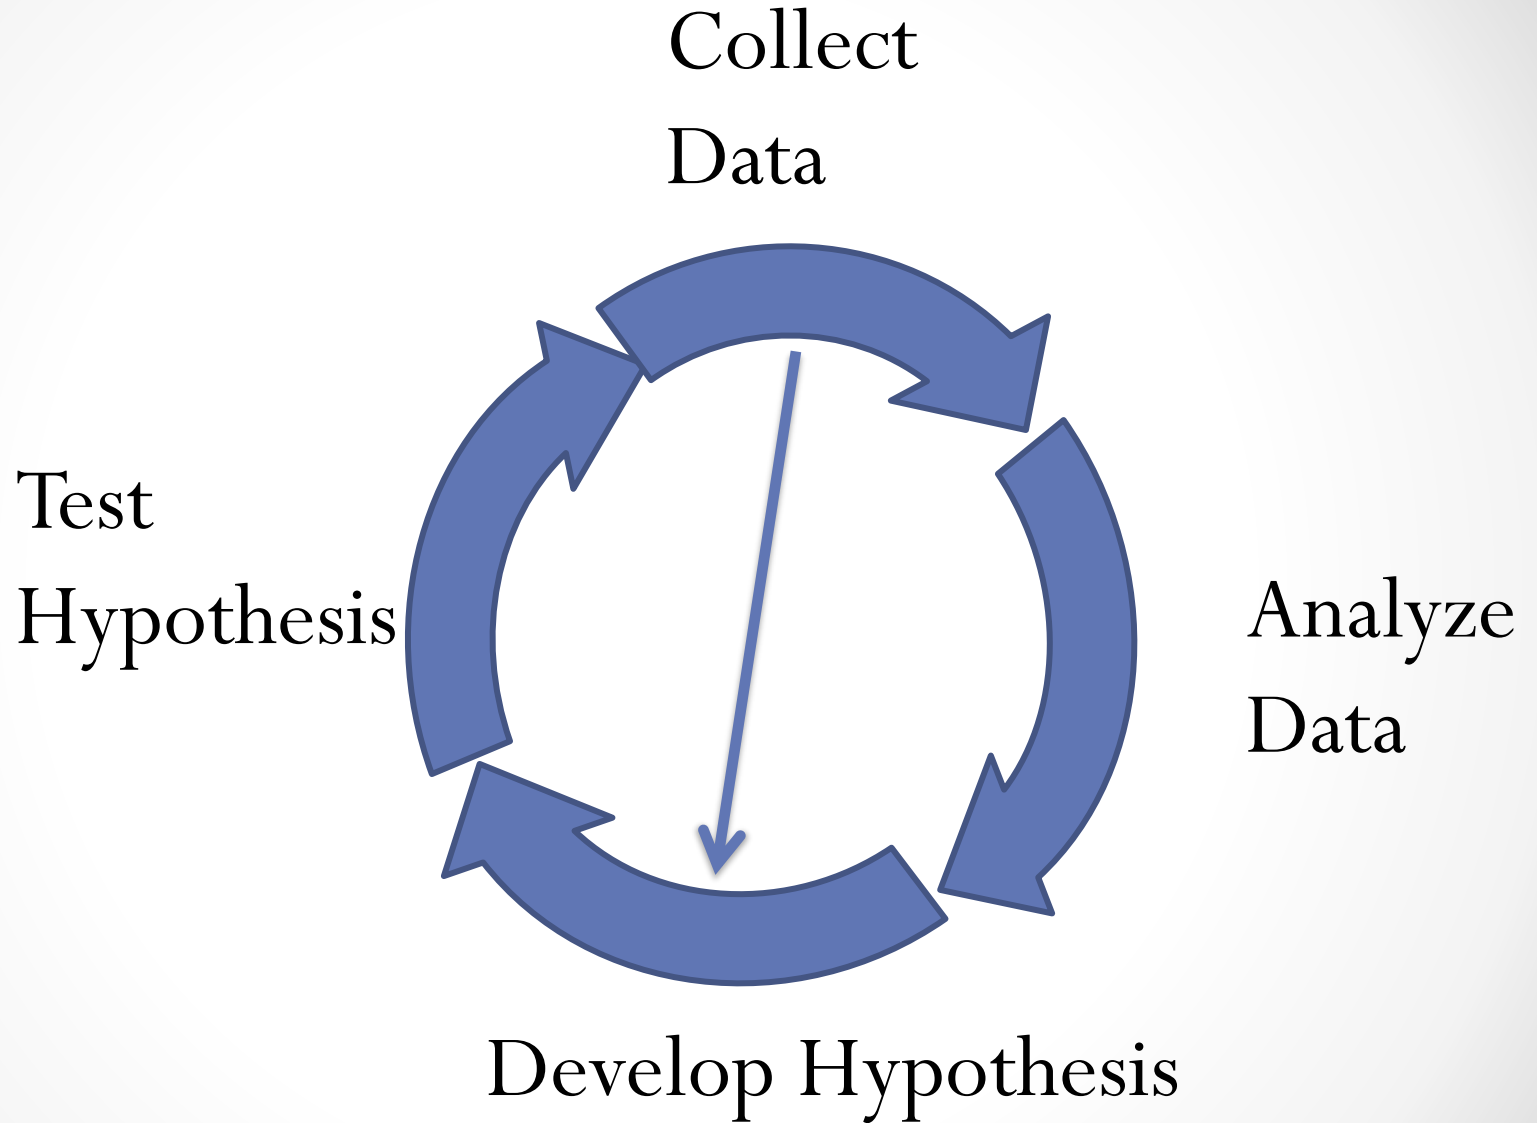 Collect
Data
Test
Hypothesis
Analyze
Data
Develop Hypothesis